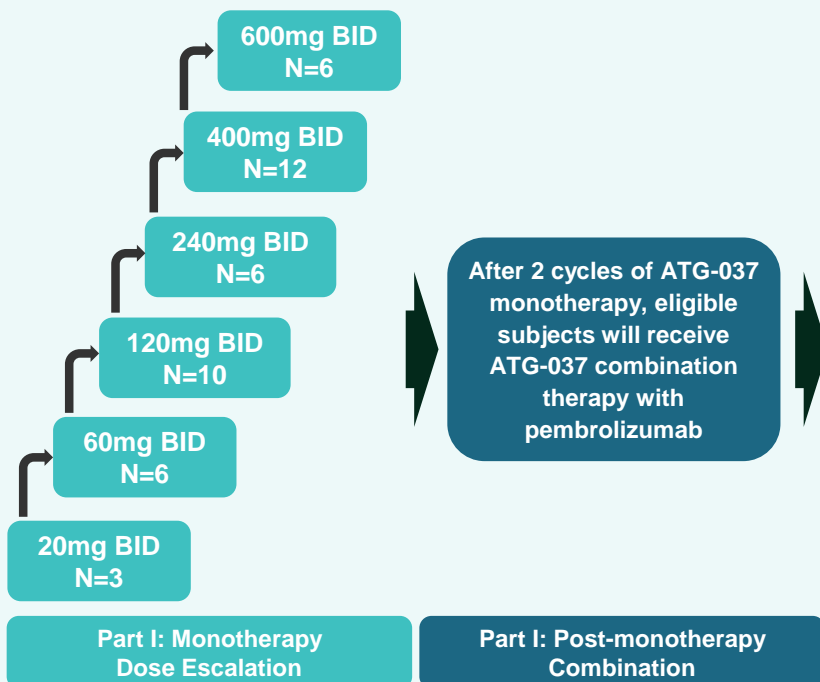 600mg BID
N=6
400mg BID
N=12
240mg BID
N=6
120mg BID
N=10
60mg BID
N=6
20mg BID
N=3
After 2 cycles of ATG-037
monotherapy, eligible
subjects will receive
ATG-037 combination
therapy with
pembrolizumab
Part I: Monotherapy
Dose Escalation
Part I: Post-monotherapy
Combination